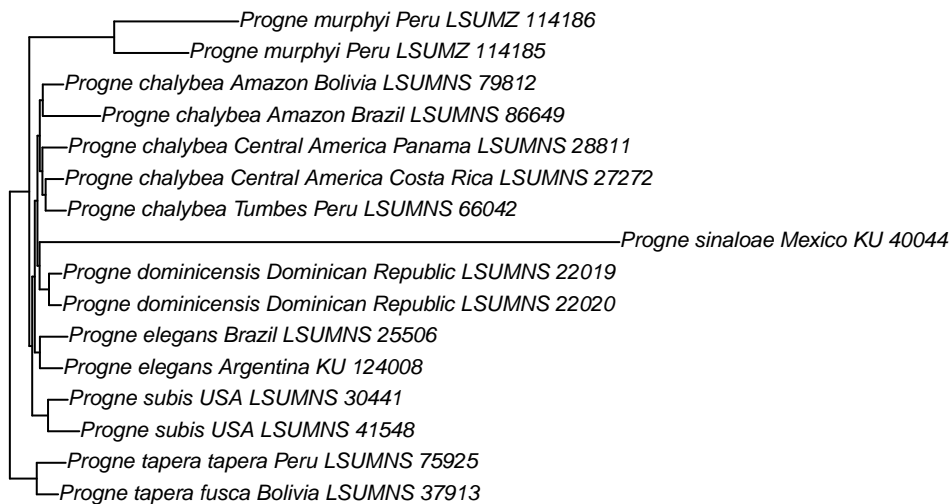 Progne murphyi Peru LSUMZ 114186
Progne murphyi Peru LSUMZ 114185
Progne chalybea Amazon Bolivia LSUMNS 79812
Progne chalybea Amazon Brazil LSUMNS 86649
Progne chalybea Central America Panama LSUMNS 28811
Progne chalybea Central America Costa Rica LSUMNS 27272
Progne chalybea Tumbes Peru LSUMNS 66042
Progne sinaloae Mexico KU 40044
Progne dominicensis Dominican Republic LSUMNS 22019
Progne dominicensis Dominican Republic LSUMNS 22020
Progne elegans Brazil LSUMNS 25506
Progne elegans Argentina KU 124008
Progne subis USA LSUMNS 30441
Progne subis USA LSUMNS 41548
Progne tapera tapera Peru LSUMNS 75925
Progne tapera fusca Bolivia LSUMNS 37913